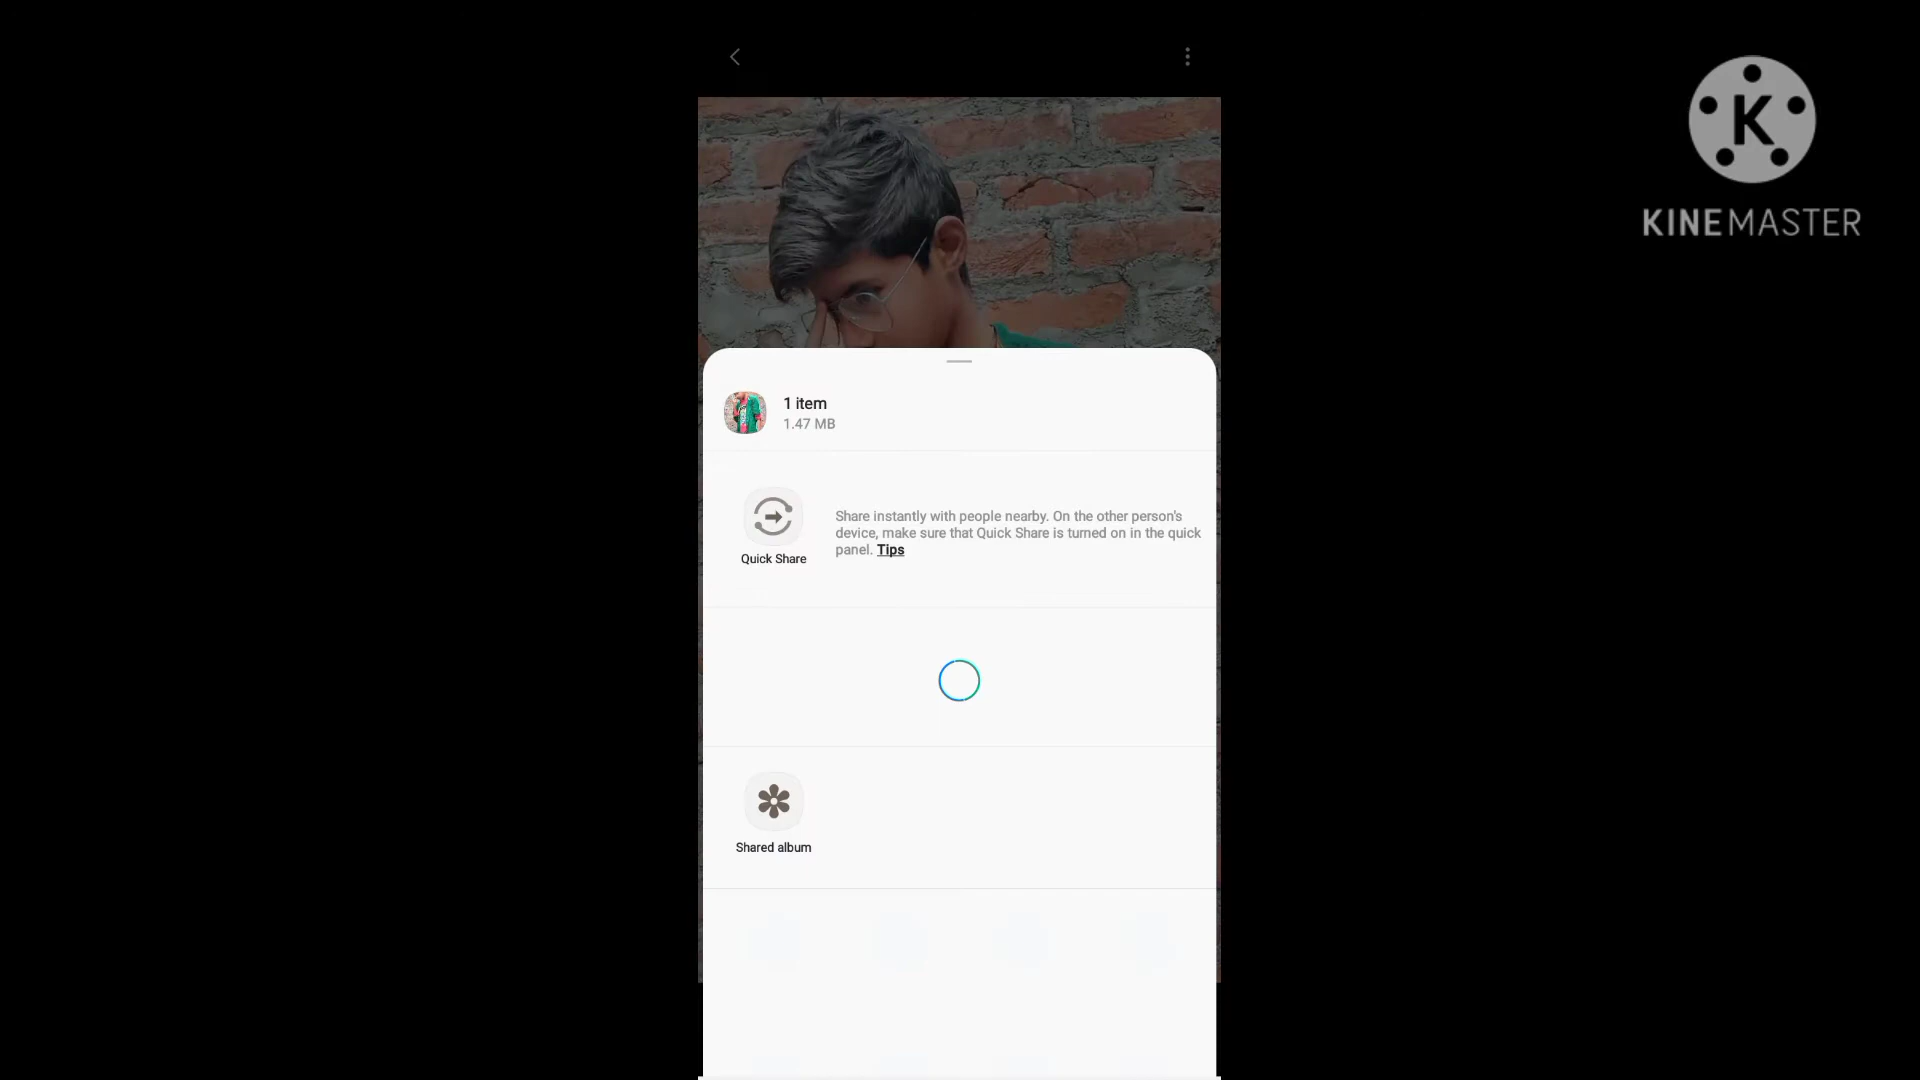 KINEMASTER
1 item
1.47 MB
Share instantly with people nearby. On the other person's
device, make sure that Quick Share is turned on in the quick
panel. Tips
Quick Share
Shared album